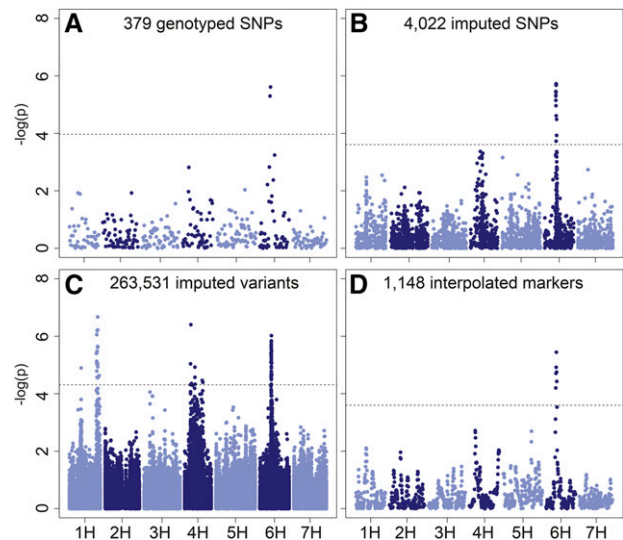 A 379 genotyped SNPs
B 4,022 imputed SNPs
8
6
4
2
0
-log(p)
C 263,531 imputed variants
D 1,148 interpolated markers
8
6
4
2
0
-log(p)
1H 2H 3H 4H 5H 6H 7H
1H 2H 3H 4H 5H 6H 7H